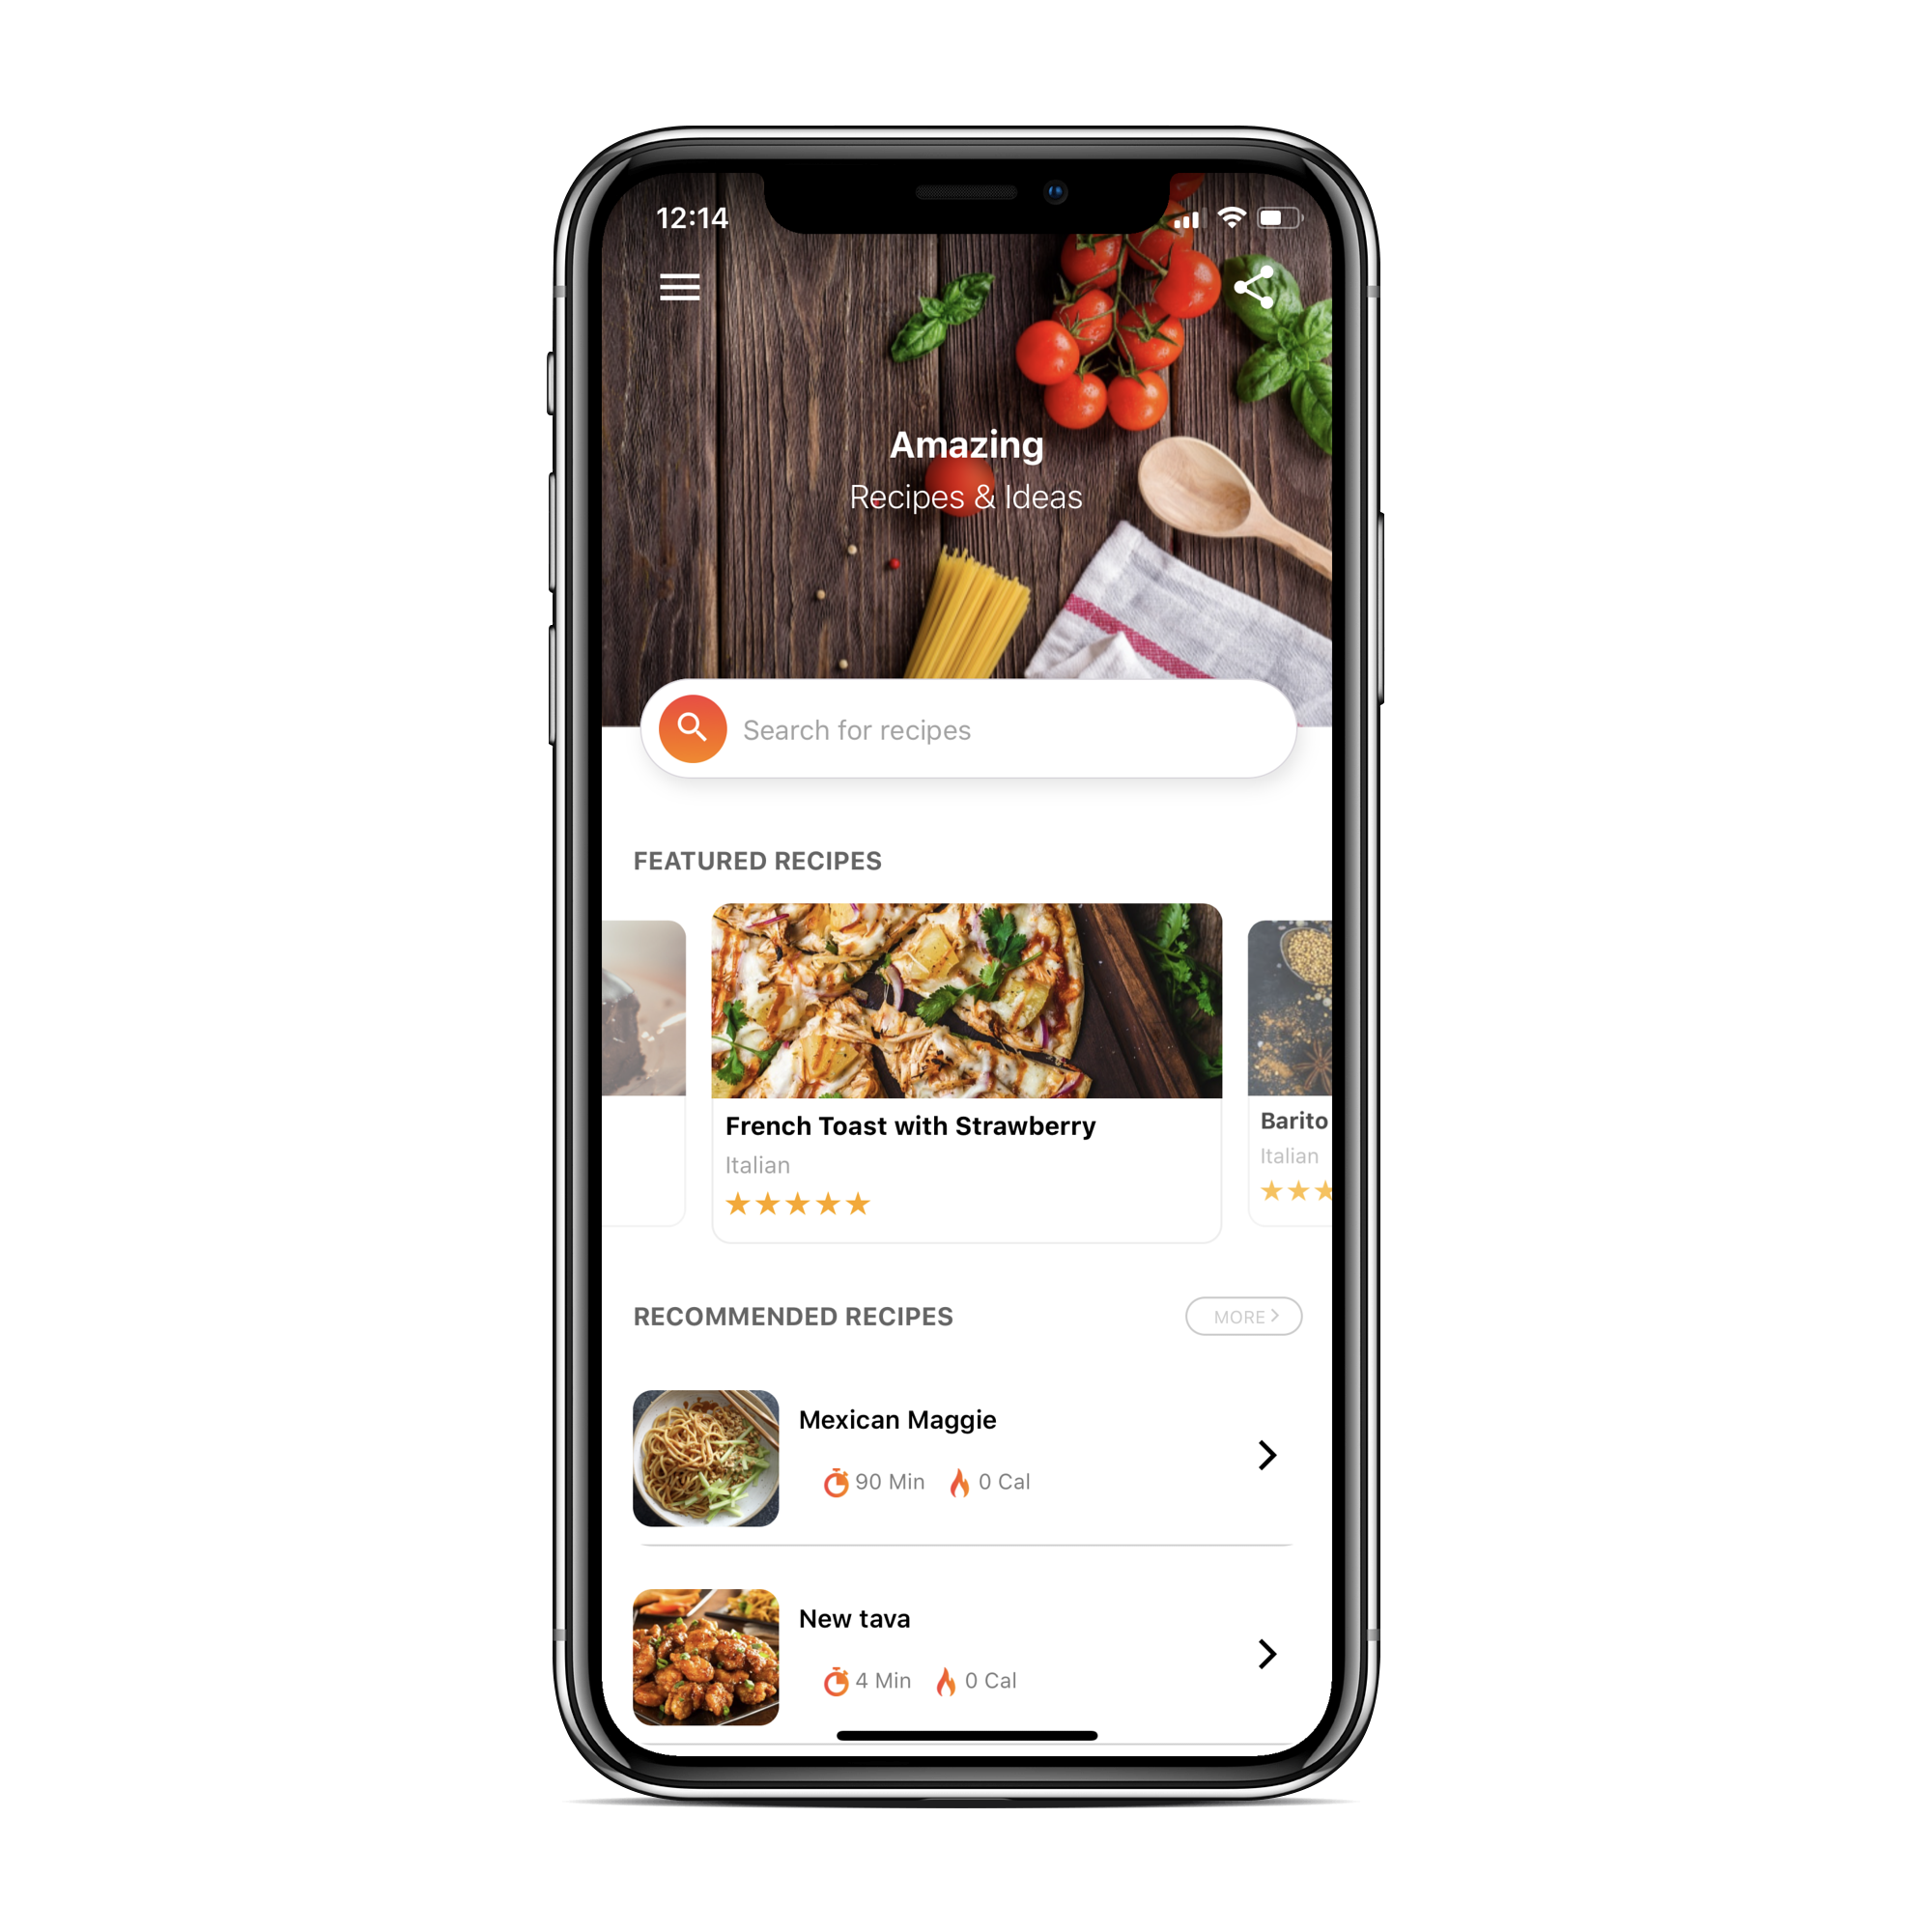 12:14
Amazing
Recipes & Ideas
Search for recipes
FEATURED RECIPES
French Toast with Strawberry
Italian
Barito
Italian
RECOMMENDED RECIPES
MORE
Mexican Maggie
90 Min 0 Cal
New tava
4 Min 0 Cal